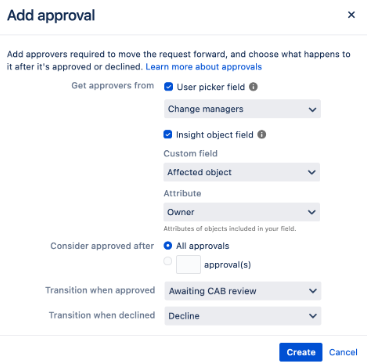 Add approval
Add approvers required to move the request forward, and choose what happens to
it after it's approved or declined. Learn more about approvals
Get approvers from
User picker field
Change managers
Insight object field
Custom field
Affected object
Attribute
Owner
Attributes of objects included in your field.
Consider approved after
All approvals
approval(s)
Transition when approved
Awaiting CAB review
Transition when declined
Decline
Create
Cancel